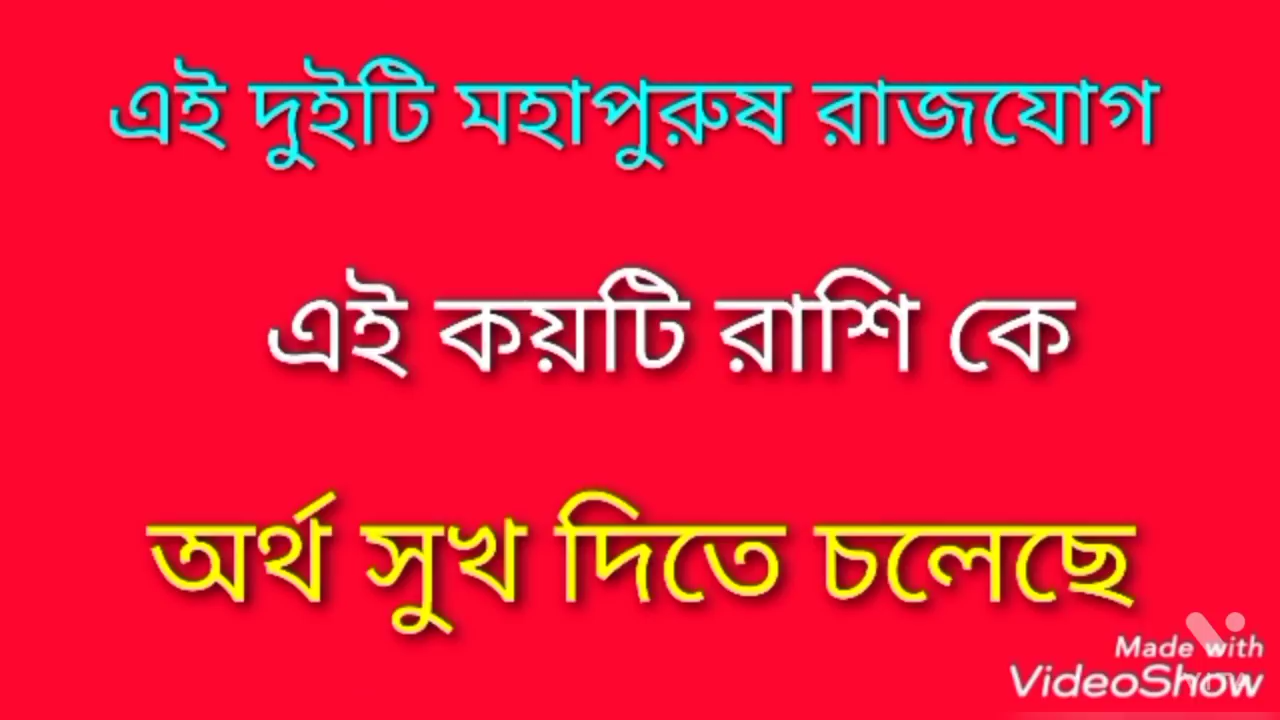 এই দুইটি মহাপুরুষ রাজযোগ
এই কয়টি রাশি কে
অর্থ সুখ দিতে চলেছে
Made with
VideoShow